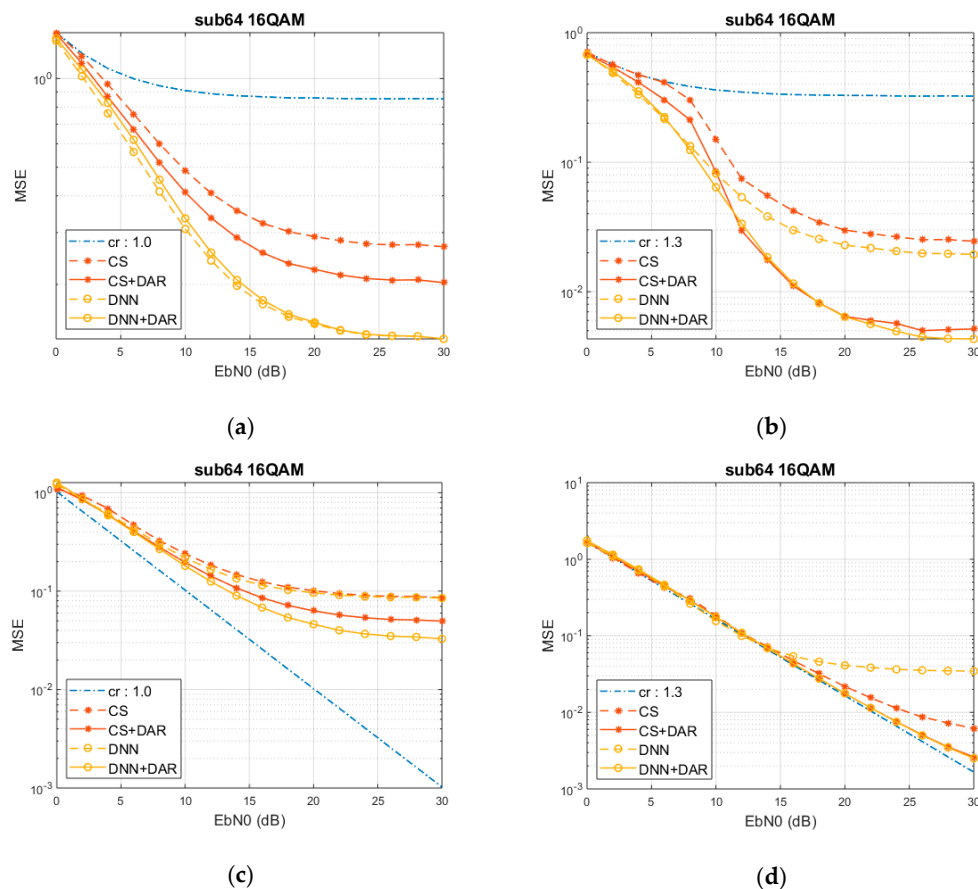 sub64 16QAM
10^0
MSE
cr : 1.0
CS
CS+DAR
DNN
DNN+DAR
0 5 10 15 20 25 30
EbN0 (dB)
(a)
sub64 16QAM
10^0
10^-1
10^-2
MSE
cr : 1.3
CS
CS+DAR
DNN
DNN+DAR
0 5 10 15 20 25 30
EbN0 (dB)
(b)
sub64 16QAM
10^0
10^-1
10^-2
10^-3
MSE
cr : 1.0
CS
CS+DAR
DNN
DNN+DAR
0 5 10 15 20 25 30
EbN0 (dB)
(c)
sub64 16QAM
10^1
10^0
10^-1
10^-2
10^-3
MSE
cr : 1.3
CS
CS+DAR
DNN
DNN+DAR
0 5 10 15 20 25 30
EbN0 (dB)
(d)